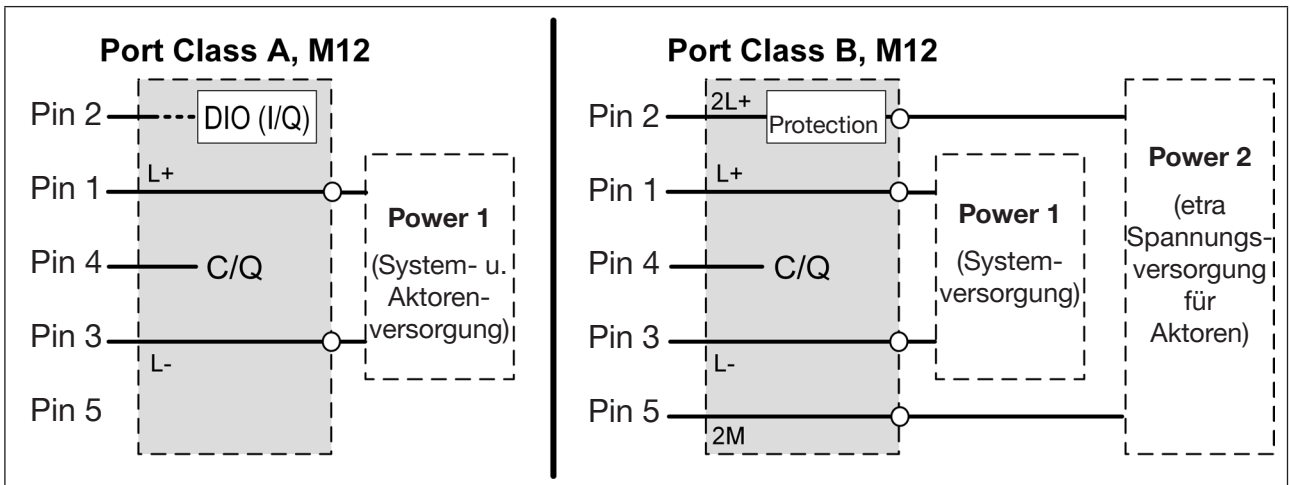 Port Class A, M12
Pin 2
DIO (I/Q)
Pin 1
L+
Pin 4
C/Q
Pin 3
L-
Pin 5
Power 1
(System- u.
Aktoren-
versorgung)
Port Class B, M12
Pin 2
2L+
Protection
Pin 1
L+
Pin 4
C/Q
Pin 3
L-
Pin 5
2M
Power 1
(System-
versorgung)
Power 2
(etra
Spannungs-
versorgung
für
Aktoren)